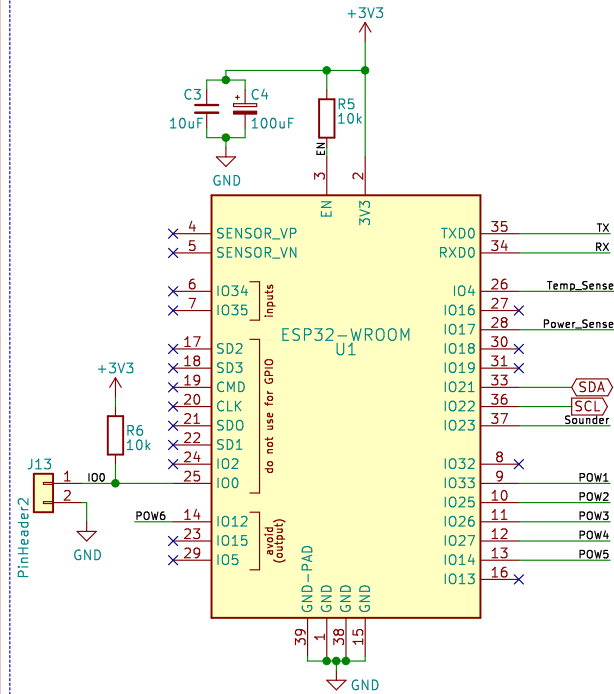 +3V3
C3
C4
10uF
+
100uF
R5
10k
GND
EN
3
2
EN
3V3
4 SENSOR_VP
5 SENSOR_VN
6 IO34
7 IO35
inputs
17 SD2
18 SD3
19 CMD
20 CLK
21 SD0
22 SD1
24 IO2
25 IO0
do not use for GPIO
14 IO12
23 IO15
29 IO5
avoid
(output)
POW6
ESP32-WROOM
U1
TXD0 35 TX
RXD0 34 RX
IO4 26 Temp_Sense
IO16 27
IO17 28 Power_Sense
IO18 30
IO19 31
IO21 33 SDA
IO22 36 SCL
IO23 37 Sounder
IO32 8
IO33 9 POW1
IO25 10 POW2
IO26 11 POW3
IO27 12 POW4
IO14 13 POW5
IO13 16
+3V3
R6
10k
J13
1 IO0
2
PinHeader2
GND
GND-PAD
GND
GND
GND
39
1
38
15
GND